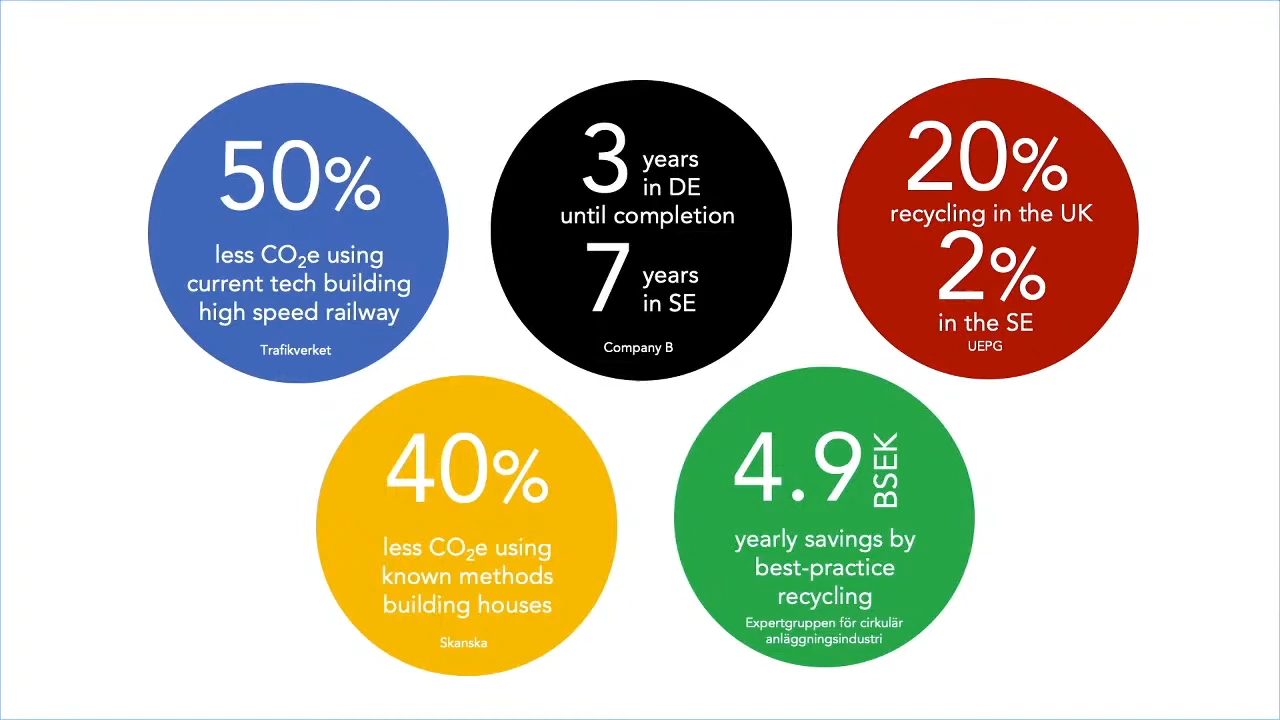 50%
less CO₂e using
current tech building
high speed railway
Trafikverket
3 years
in DE
until completion
7 years
in SE
Company B
20%
recycling in the UK
2%
in the SE
UEPG
40%
less CO₂e using
known methods
building houses
Skanska
4.9 BSEK
yearly savings by
best-practice
recycling
Expertgruppen för cirkulär
anläggningsindustri